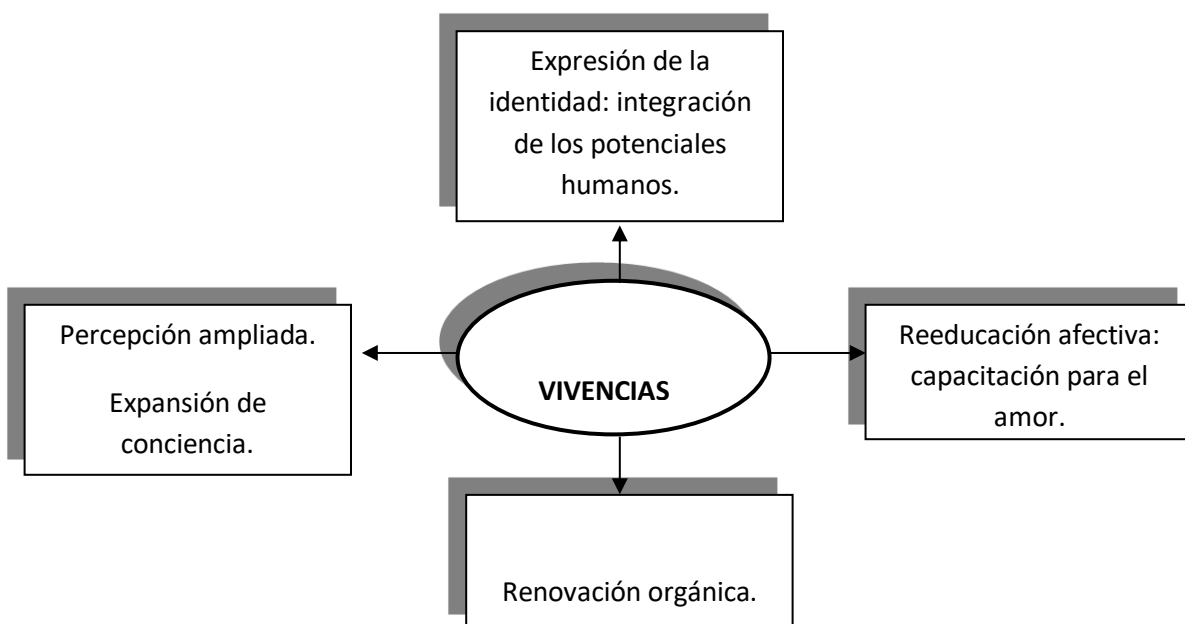 Expresión de la
identidad: integración
de los potenciales
humanos.
Percepción ampliada.
Expansión de
conciencia.
VIVENCIAS
Reeducación afectiva:
capacitación para el
amor.
Renovación orgánica.